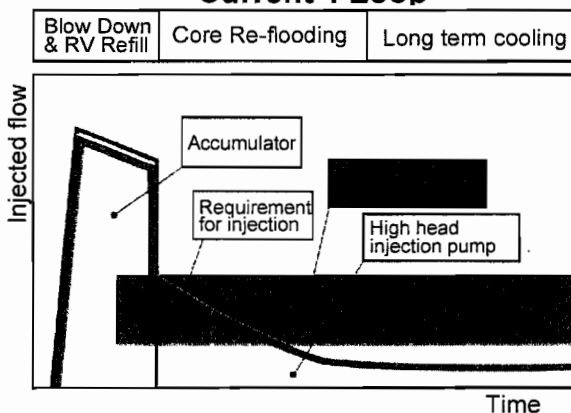 Blow Down
& RV Refill
Core Re-flooding
Long term cooling
Injected flow
Accumulator
Requirement
for injection
High head
injection pump
Time